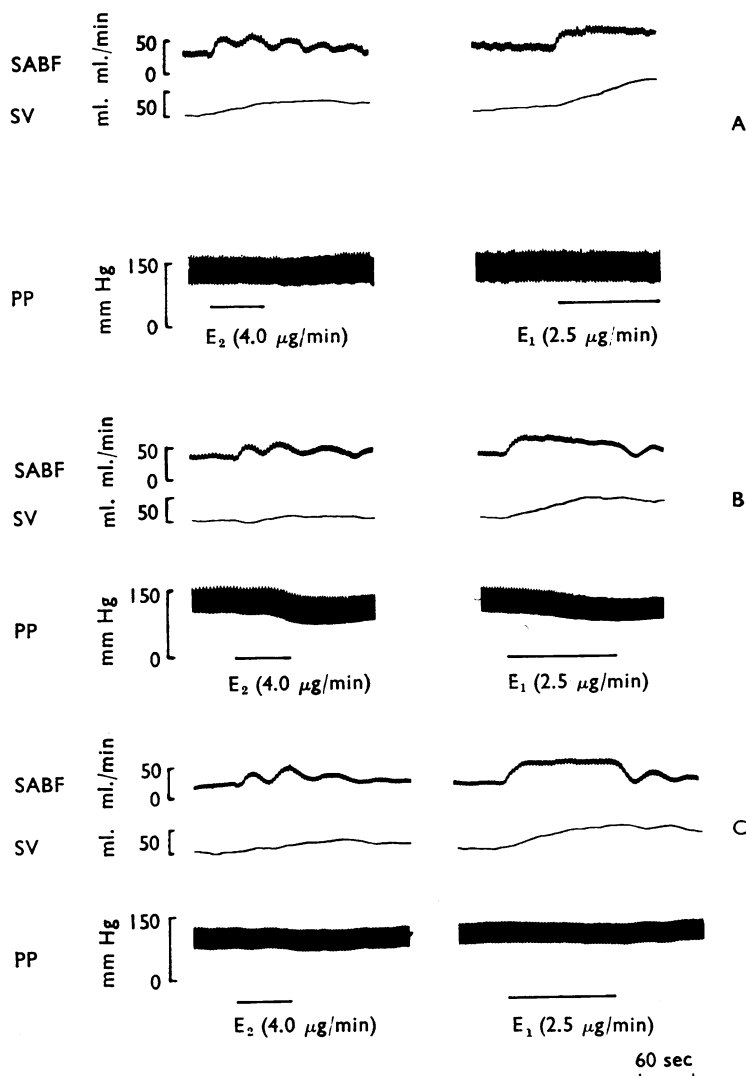 SABF ml./min 50 0
SV ml. 50
A
PP mm Hg 150 0
E₂ (4.0 μg/min) E₁ (2.5 μg/min)
SABF ml./min 50 0
SV ml. 50
B
PP mm Hg 150 0
E₂ (4.0 μg/min) E₁ (2.5 μg/min)
SABF ml./min 50 0
SV ml. 50
C
PP mm Hg 150 0
E₂ (4.0 μg/min) E₁ (2.5 μg/min)
60 sec